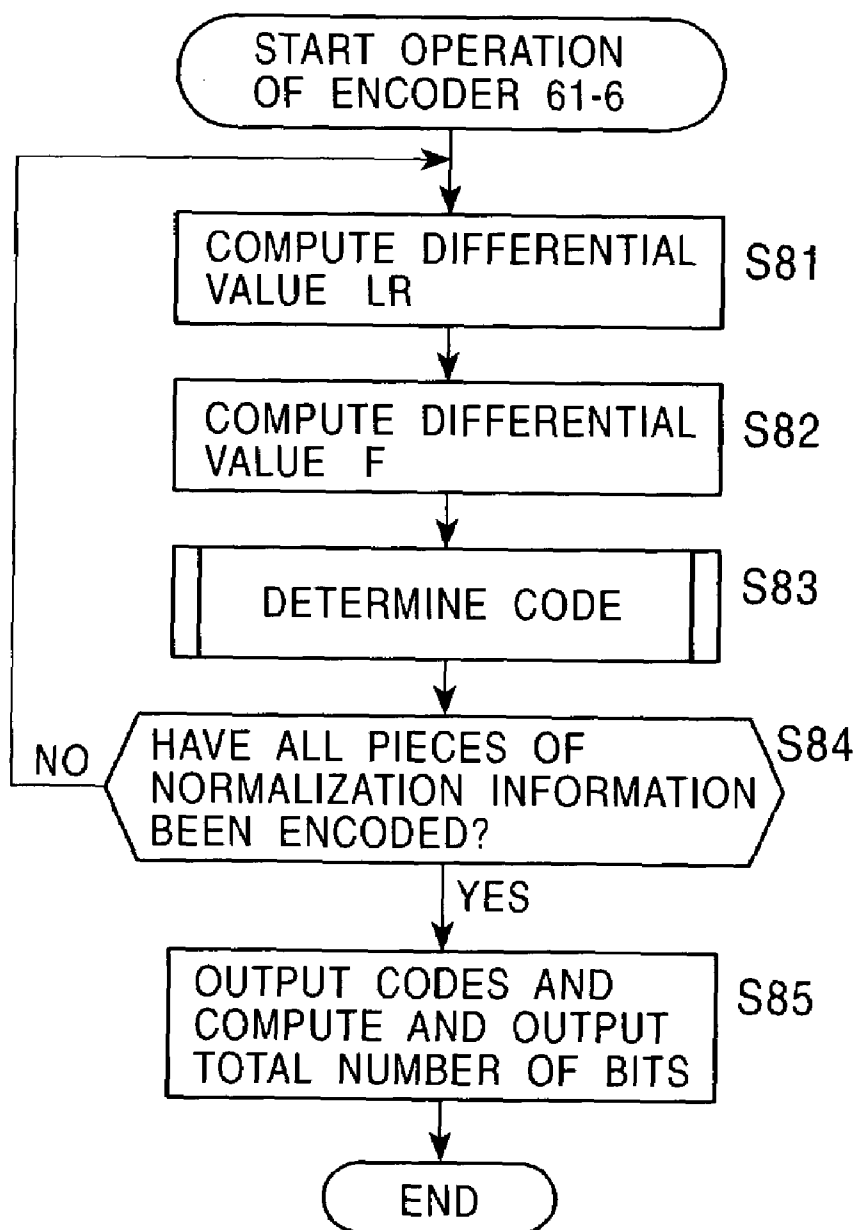 START OPERATION
OF ENCODER 61-6
COMPUTE DIFFERENTIAL
VALUE LR
S81
COMPUTE DIFFERENTIAL
VALUE F
S82
DETERMINE CODE
S83
HAVE ALL PIECES OF
NORMALIZATION INFORMATION
BEEN ENCODED?
S84
NO
YES
OUTPUT CODES AND
COMPUTE AND OUTPUT
TOTAL NUMBER OF BITS
S85
END